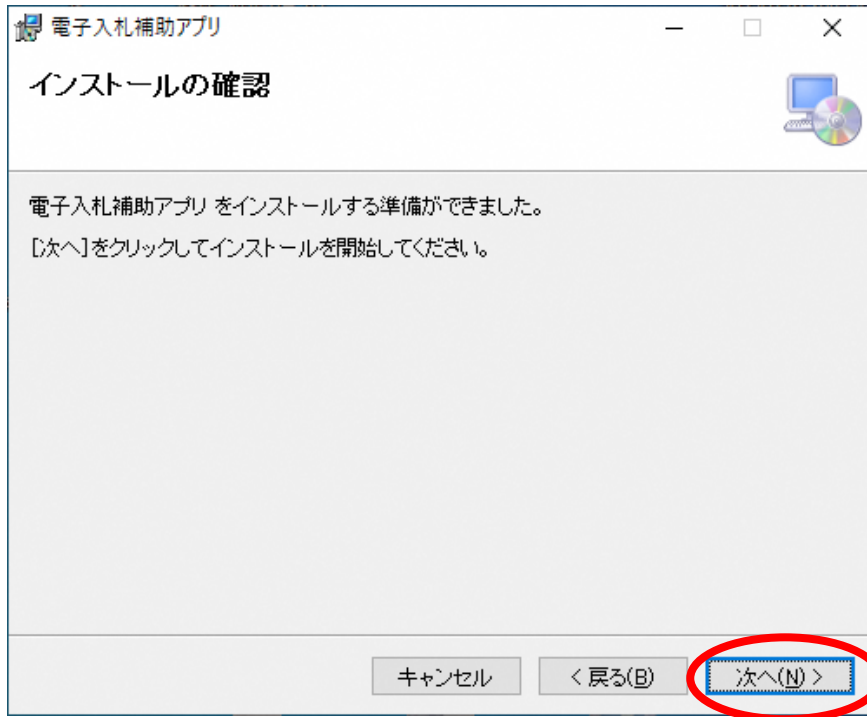 電子入札補助アプリ
インストールの確認
電子入札補助アプリ をインストールする準備ができました。
[次へ]をクリックしてインストールを開始してください。
キャンセル
< 戻る(B)
次へ(N) >